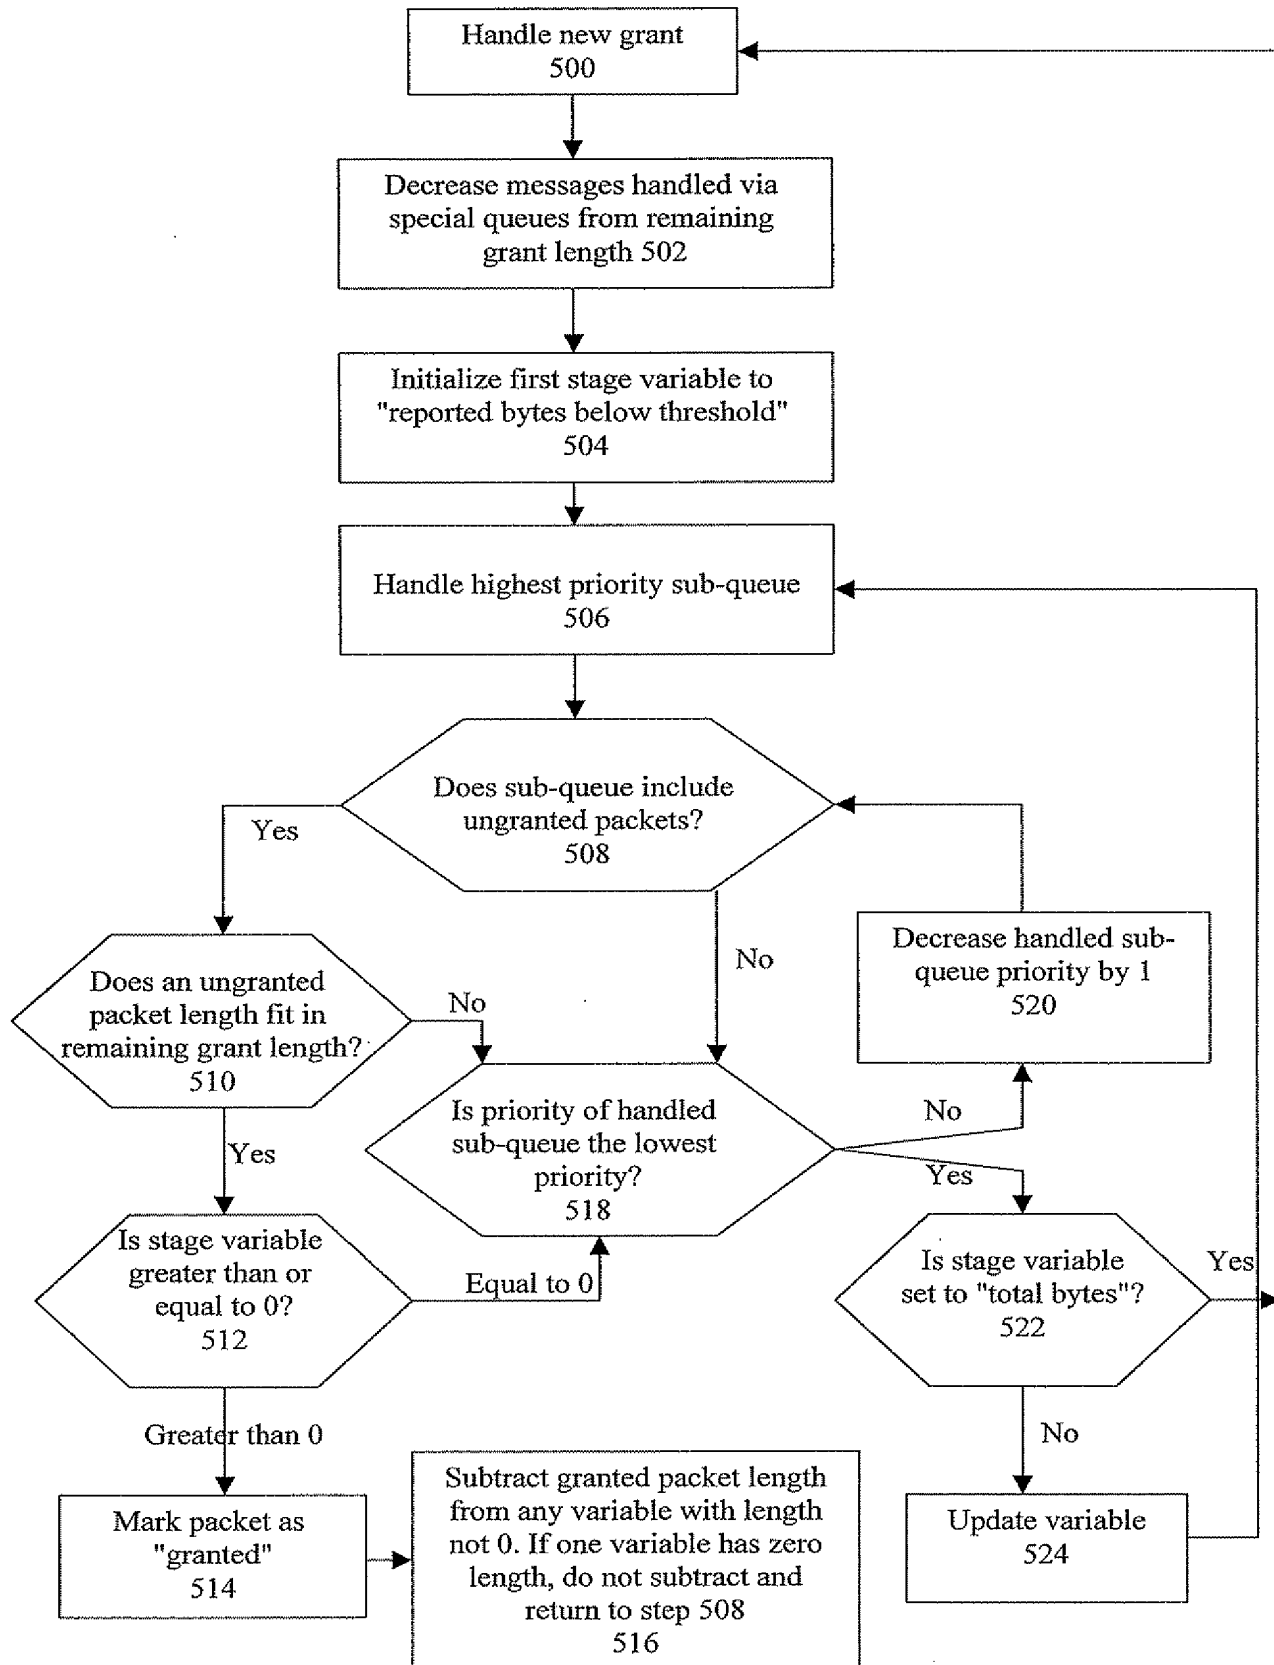 Handle new grant
500
Decrease messages handled via
special queues from remaining
grant length 502
Initialize first stage variable to
"reported bytes below threshold"
504
Handle highest priority sub-queue
506
Does sub-queue include
ungranted packets?
508
Yes
No
Decrease handled sub-
queue priority by 1
520
Does an ungranted
packet length fit in
remaining grant length?
510
No
Yes
Is priority of handled
sub-queue the lowest
priority?
518
No
Yes
Is stage variable
greater than or
equal to 0?
512
Equal to 0
Is stage variable
set to "total bytes"?
522
Yes
Greater than 0
No
Mark packet as
"granted"
514
Subtract granted packet length
from any variable with length
not 0. If one variable has zero
length, do not subtract and
return to step 508
516
Update variable
524